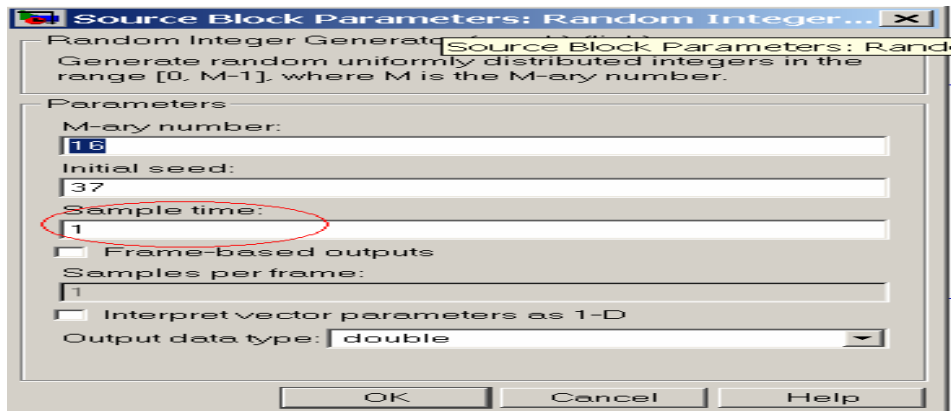 Source Block Parameters: Random Integer...
Random Integer Generato
Source Block Parameters: Rand
Generate random uniformly distributed integers in the
range [0, M-1], where M is the M-ary number.
Parameters
M-ary number:
16
Initial seed:
37
Sample time:
1
Frame-based outputs
Samples per frame:
1
Interpret vector parameters as 1-D
Output data type: double
OK Cancel Help